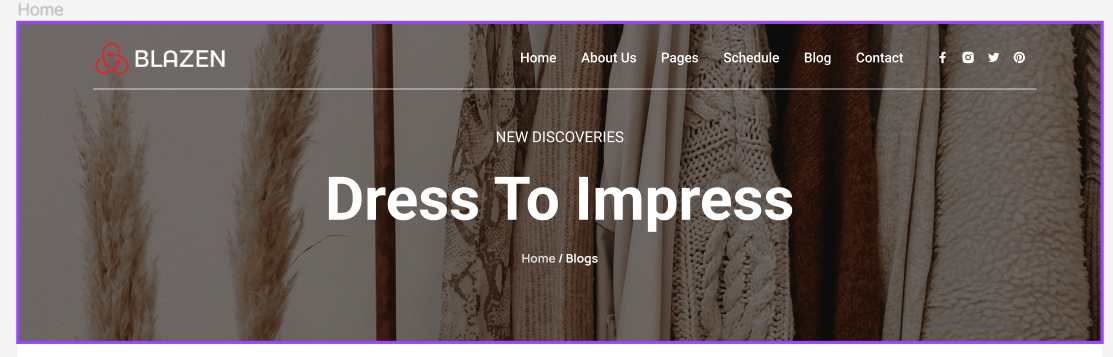 Home
BLAZEN
Home About Us Pages Schedule Blog Contact
NEW DISCOVERIES
Dress To Impress
Home / Blogs